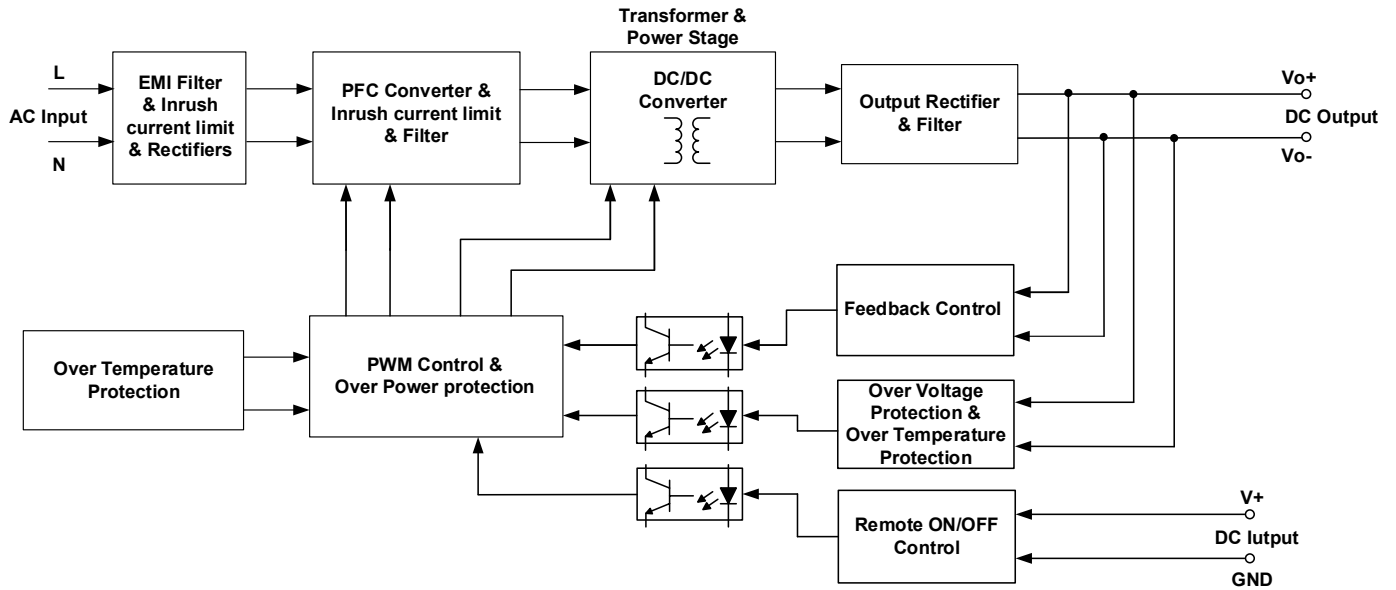 Transformer &
Power Stage
L
AC Input
N
EMI Filter
& Inrush
current limit
& Rectifiers
PFC Converter &
Inrush current limit
& Filter
DC/DC
Converter
Output Rectifier
& Filter
Vo+
DC Output
Vo-
Over Temperature
Protection
PWM Control &
Over Power protection
Feedback Control
Over Voltage
Protection &
Over Temperature
Protection
Remote ON/OFF
Control
V+
DC Iutput
GND